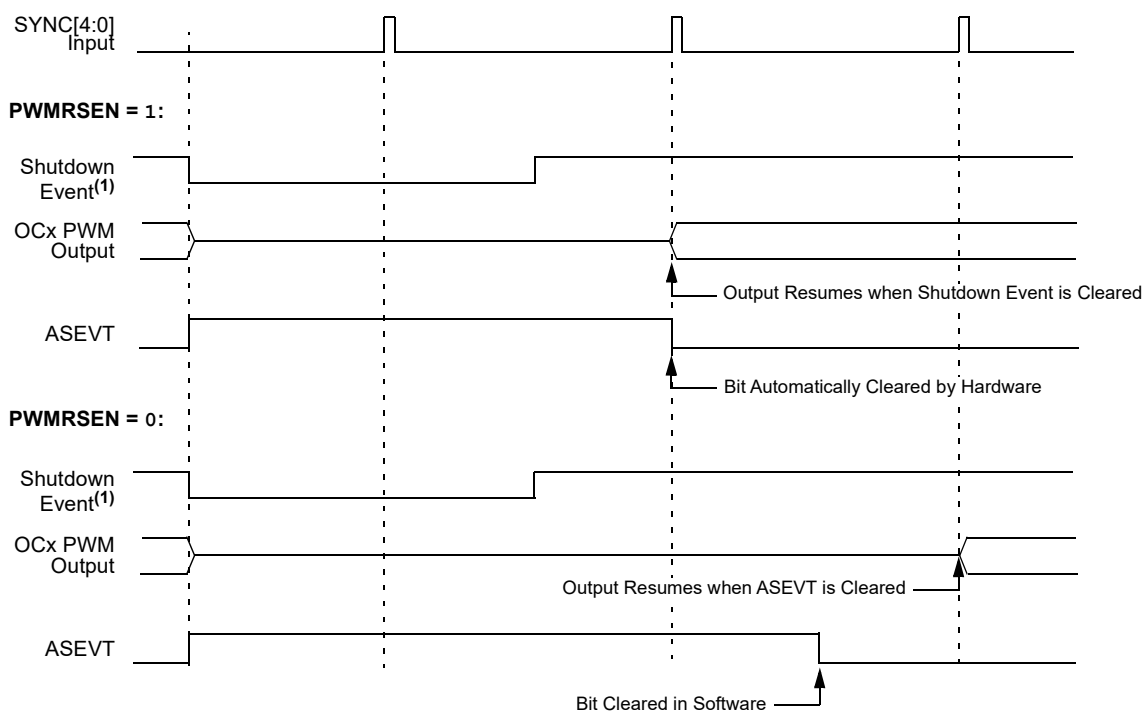 SYNC[4:0]
Input
PWMRSEN = 1:
Shutdown
Event(1)
OCx PWM
Output
Output Resumes when Shutdown Event is Cleared
ASEVT
Bit Automatically Cleared by Hardware
PWMRSEN = 0:
Shutdown
Event(1)
OCx PWM
Output
Output Resumes when ASEVT is Cleared
ASEVT
Bit Cleared in Software